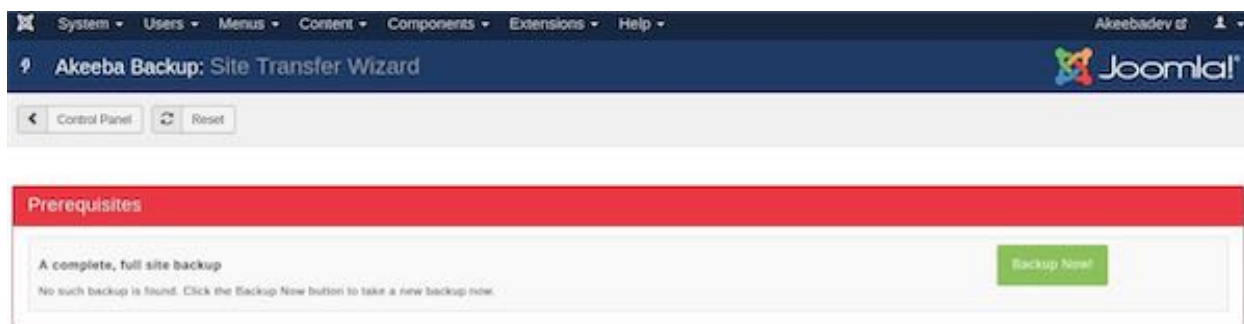 System Users Menus Content Components Extensions Help Akeebadev
Akeeba Backup: Site Transfer Wizard Joomla!
Control Panel Reset
Prerequisites
A complete, full site backup Backup Now!
No such backup is found. Click the Backup Now button to take a new backup now.